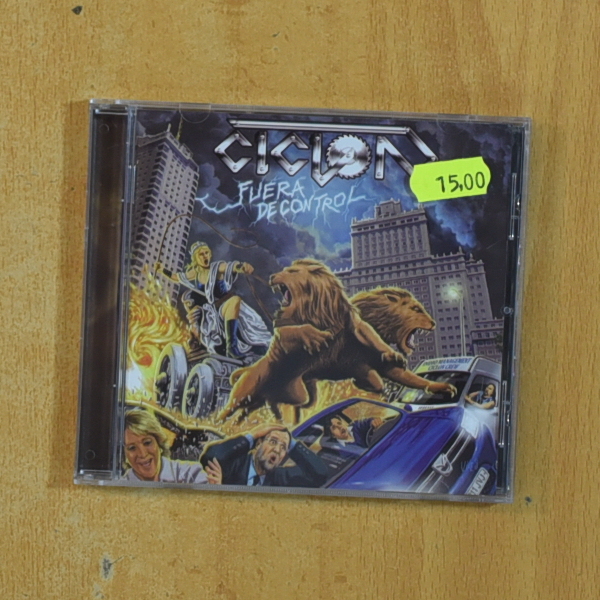 CICLON
15,00
FUERA
DE CONTROL